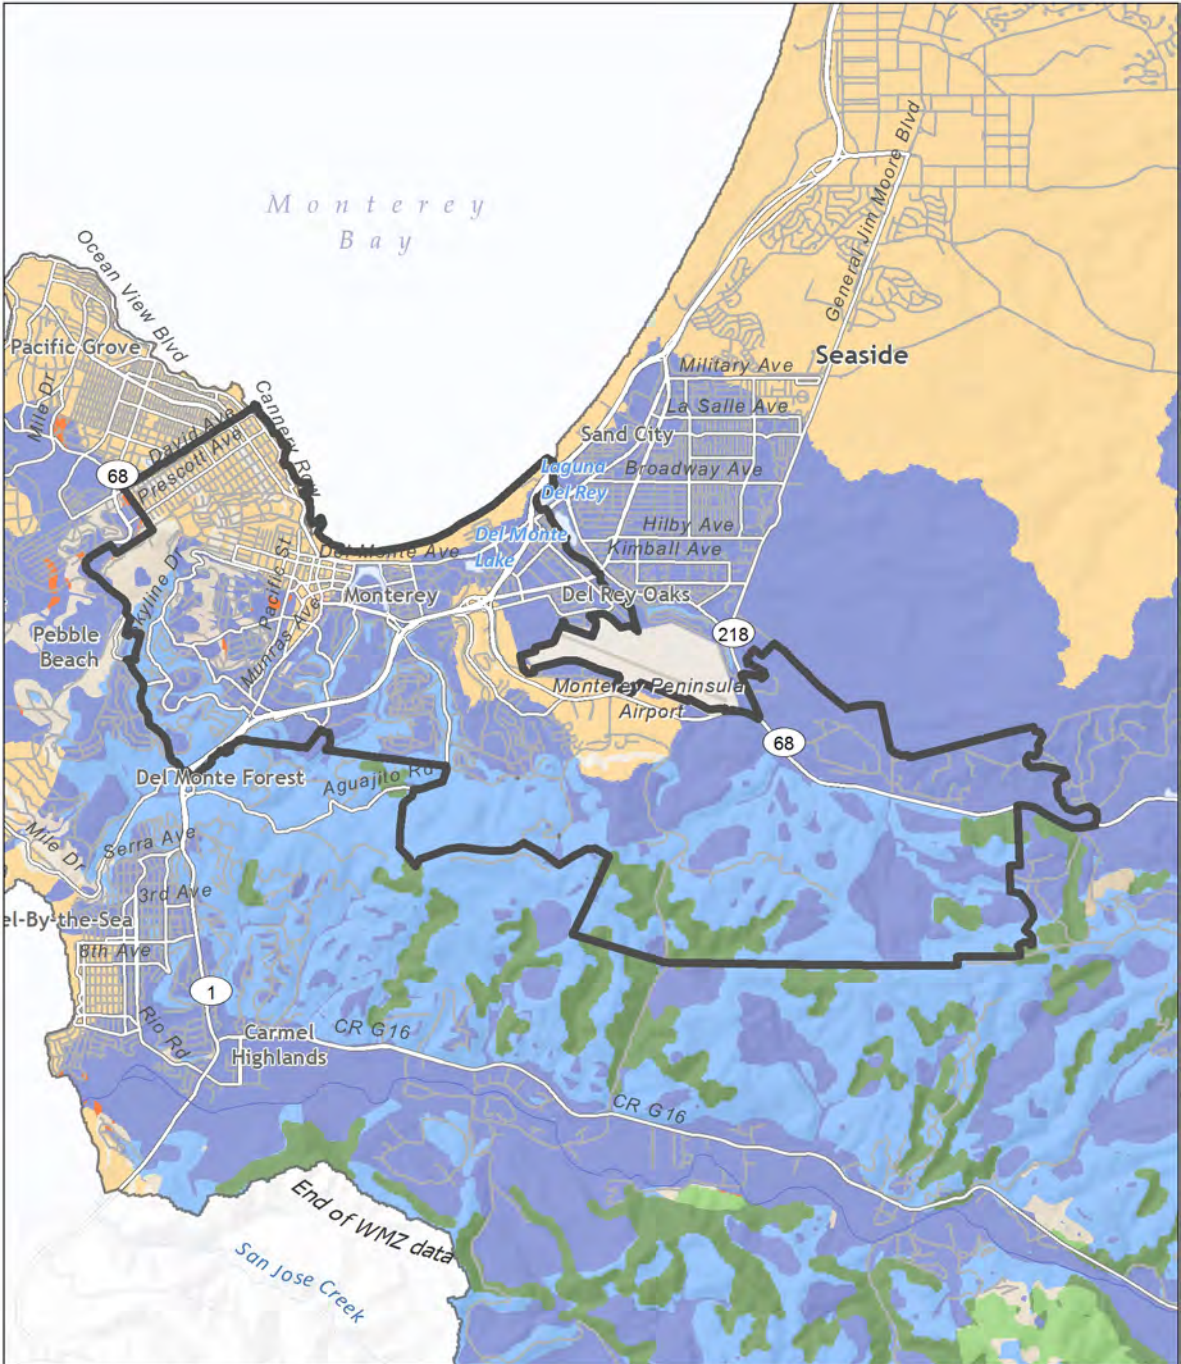 Monterey
Bay
Ocean View Blvd
General Jim Moore Blvd
Pacific Grove
Seaside
Military Ave
Mile Dr
Cannery Row
La Salle Ave
David Ave
Sand City
Prescott Ave
68
Laguna
Del Rey
Broadway Ave
Hilby Ave
Del Monte
Lake
Del Monte Ave
Kimball Ave
Skyline Dr
Pacific St
Monterey
Del Rey Oaks
Munras Ave
Pebble
Beach
218
Monterey Peninsula
Airport
68
Del Monte Forest
Aguajito Rd
Mile Dr
Serra Ave
3rd Ave
el-By-the-Sea
8th Ave
1
Rio Rd
Carmel
Highlands
CR G16
CR G16
End of WMZ data
San Jose Creek